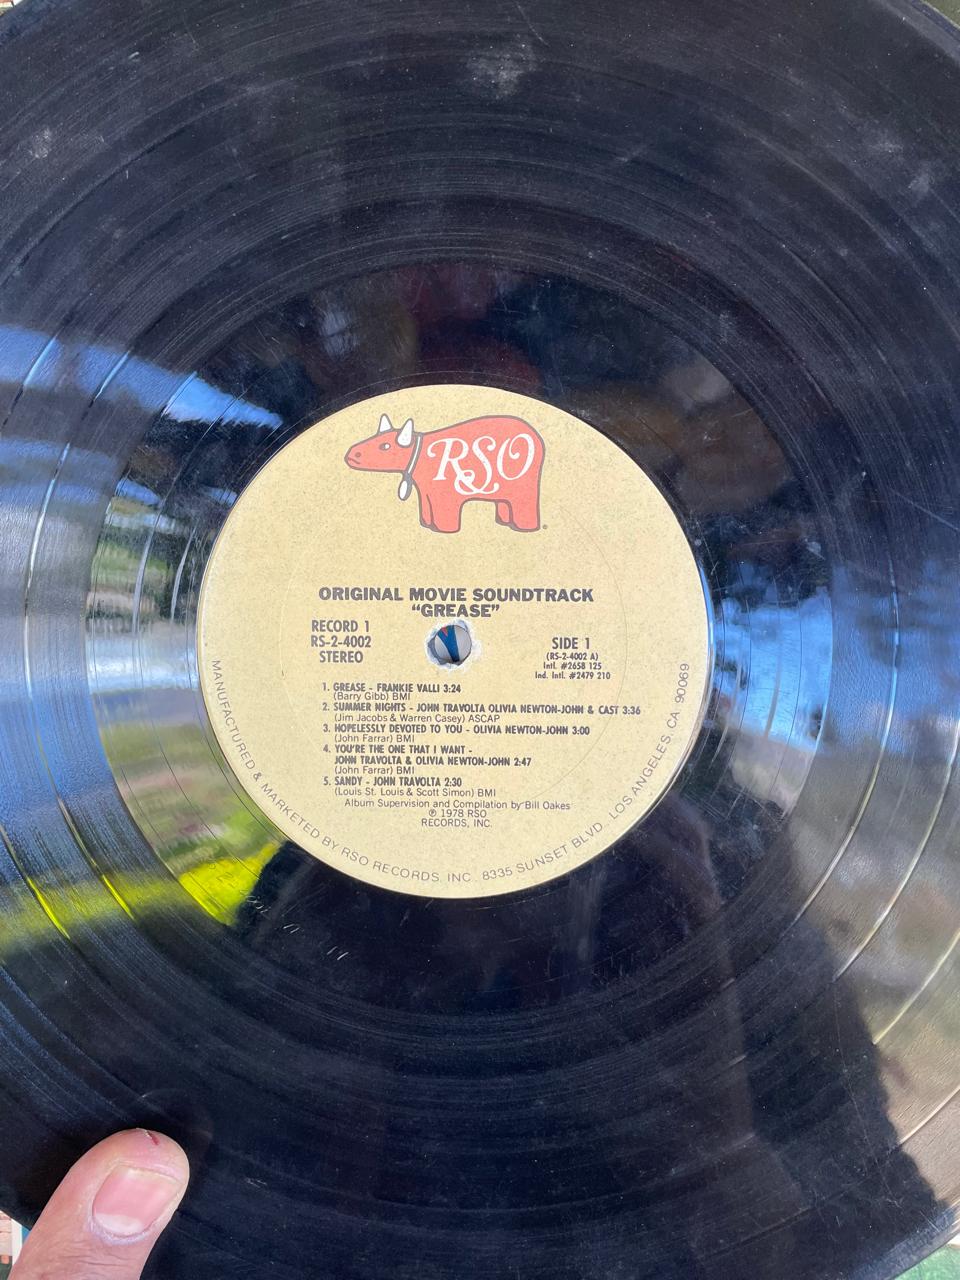 RSO
ORIGINAL MOVIE SOUNDTRACK
“GREASE”
RECORD 1
RS-2-4002
STEREO
SIDE 1
(RS-2-4002 A)
Intl. #2658 125
Ind. Intl. #2479 210
1. GREASE - FRANKIE VALLI 3:24
(Barry Gibb) BMI
2. SUMMER NIGHTS - JOHN TRAVOLTA OLIVIA NEWTON-JOHN & CAST 3:36
(Jim Jacobs & Warren Casey) ASCAP
3. HOPELESSLY DEVOTED TO YOU - OLIVIA NEWTON-JOHN 3:00
(John Farrar) BMI
4. YOU'RE THE ONE THAT I WANT -
JOHN TRAVOLTA & OLIVIA NEWTON-JOHN 2:47
(John Farrar) BMI
5. SANDY - JOHN TRAVOLTA 2:30
(Louis St. Louis & Scott Simon) BMI
Album Supervision and Compilation by Bill Oakes
℗ 1978 RSO
RECORDS, INC.
MANUFACTURED & MARKETED BY RSO RECORDS, INC. 8335 SUNSET BLVD., LOS ANGELES, CA 90069